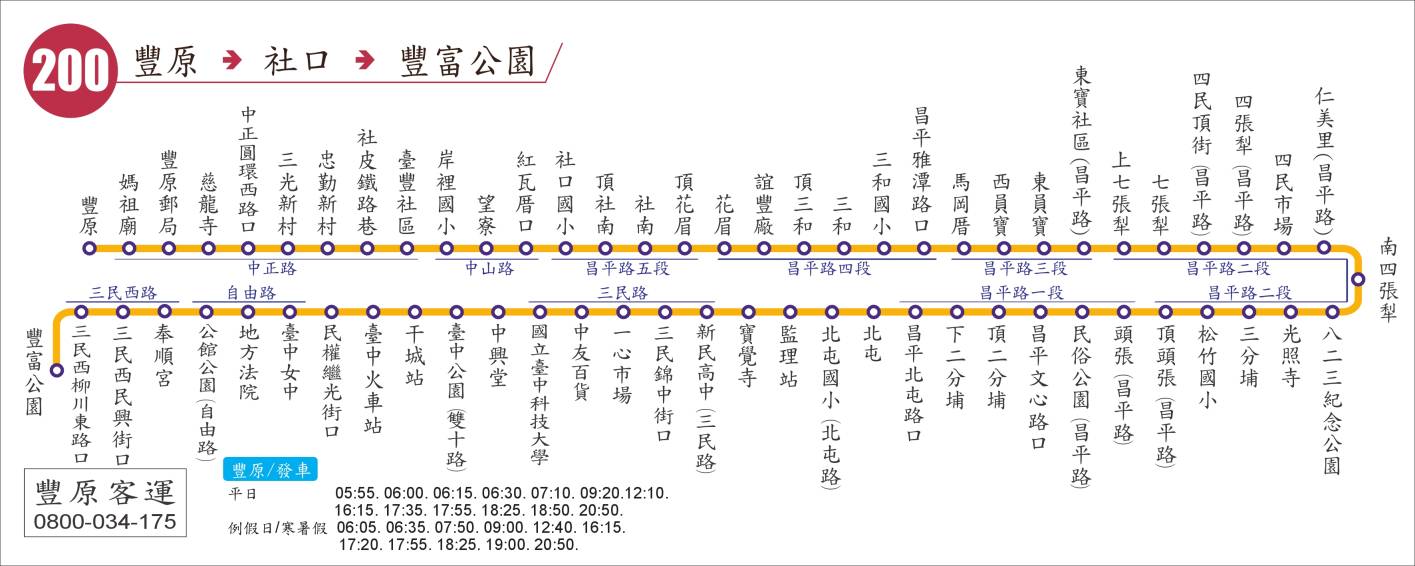 200
豐原 → 社口 → 豐富公園
豐原
媽祖廟
豐原郵局
慈龍寺
中正圓環西路口
三光新村
忠勤新村
社皮鐵路巷
臺豐社區
岸裡國小
望寮
紅瓦厝口
社口國小
頂社南
社南
頂花眉
花眉
誼豐廠
頂三和
三和
三和國小
昌平雅潭路口
馬岡厝
西員寶
東員寶
東寶社區(昌平路)
上七張犁
七張犁
四民頂街(昌平路)
四張犁(昌平路)
四民市場
仁美里(昌平路)
南四張犁
中正路
中山路
昌平路五段
昌平路四段
昌平路三段
昌平路二段
三民西路
自由路
三民路
昌平路一段
昌平路二段
豐富公園
三民西柳川東路口
三民西民興街口
奉順宮
公館公園(自由路)
地方法院
臺中女中
民權繼光街口
臺中火車站
干城站
臺中公園(雙十路)
中興堂
國立臺中科技大學
中友百貨
一心市場
三民錦中街口
新民高中(三民路)
寶覺寺
監理站
北屯國小(北屯路)
北屯
昌平北屯路口
下二分埔
頂二分埔
昌平文心路口
民俗公園(昌平路)
頭張(昌平路)
頂頭張(昌平路)
松竹國小
三分埔
光照寺
八二三紀念公園
豐原客運
0800-034-175
豐原/發車
平日 05:55. 06:00. 06:15. 06:30. 07:10. 09:20.12:10.
16:15. 17:35. 17:55. 18:25. 18:50. 20:50.
例假日/寒暑假 06:05. 06:35. 07:50. 09:00. 12:40. 16:15.
17:20. 17:55. 18:25. 19:00. 20:50.